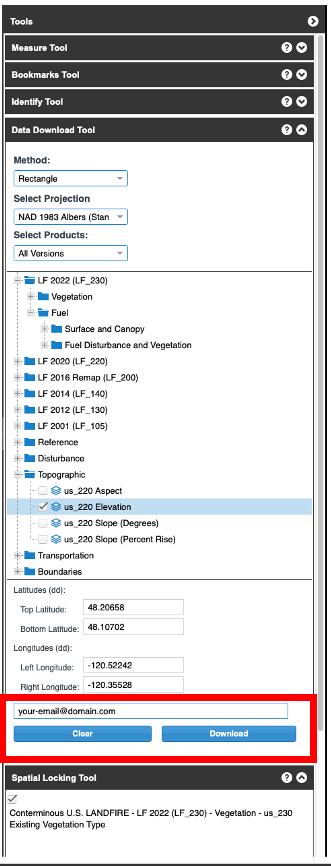 Tools
Measure Tool
Bookmarks Tool
Identify Tool
Data Download Tool
Method:
Rectangle
Select Projection
NAD 1983 Albers (Stan
Select Products:
All Versions
LF 2022 (LF_230)
Vegetation
Fuel
Surface and Canopy
Fuel Disturbance and Vegetation
LF 2020 (LF_220)
LF 2016 Remap (LF_200)
LF 2014 (LF_140)
LF 2012 (LF_130)
LF 2001 (LF_105)
Reference
Disturbance
Topographic
us_220 Aspect
us_220 Elevation
us_220 Slope (Degrees)
us_220 Slope (Percent Rise)
Transportation
Boundaries
Latitudes (dd):
Top Latitude: 48.20658
Bottom Latitude: 48.10702
Longitudes (dd):
Left Longitude: -120.52242
Right Longitude: -120.35528
your-email@domain.com
Clear Download
Spatial Locking Tool
Conterminous U.S. LANDFIRE - LF 2022 (LF_230) - Vegetation - us_230
Existing Vegetation Type